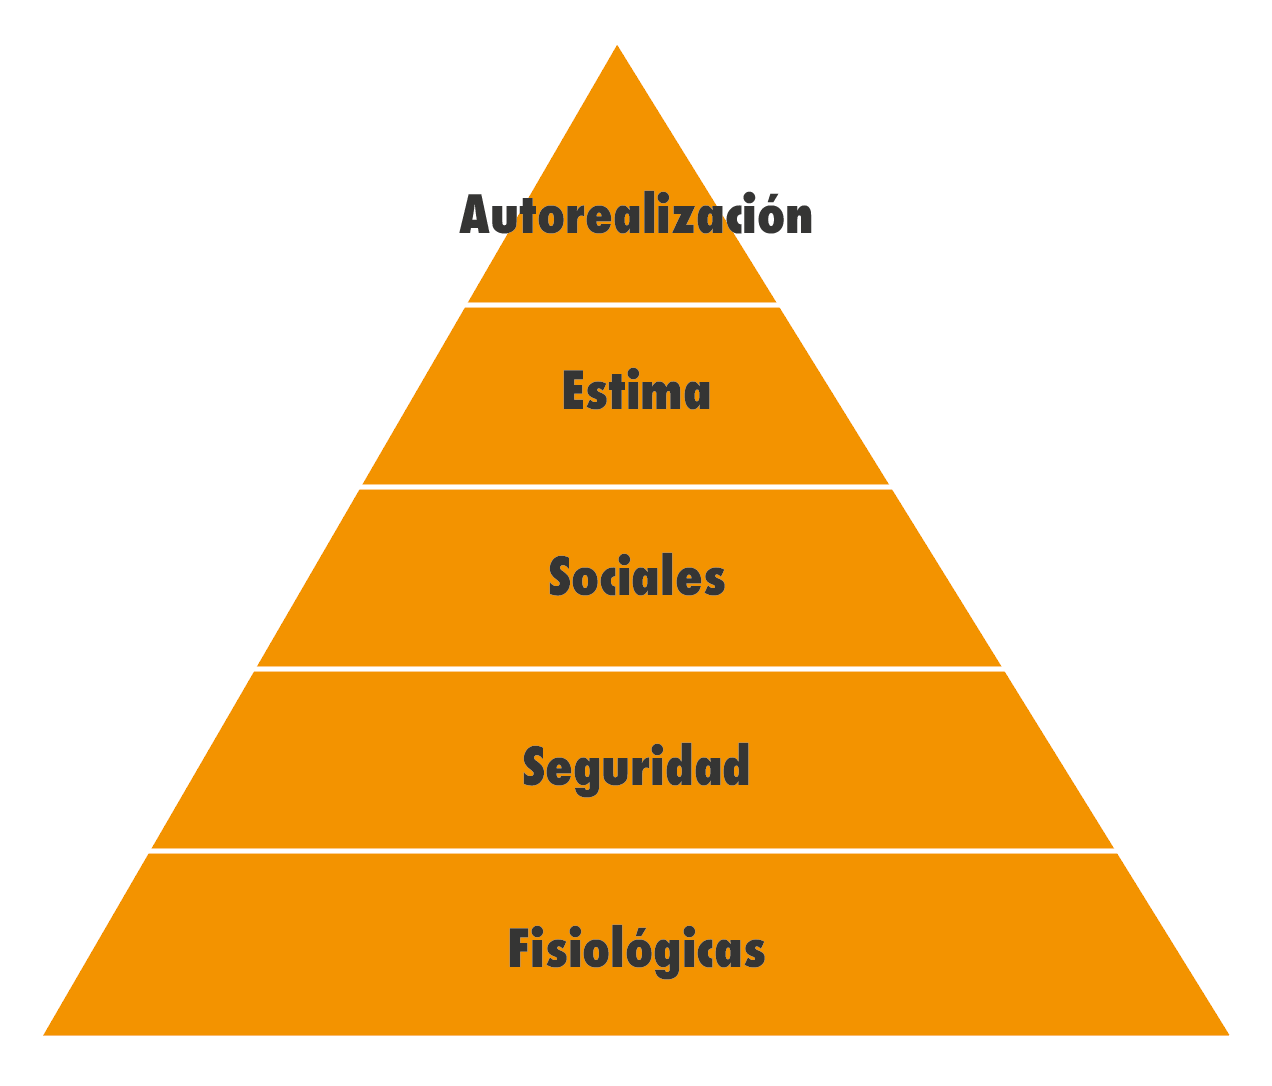 Autorealización
Estima
Sociales
Seguridad
Fisiológicas